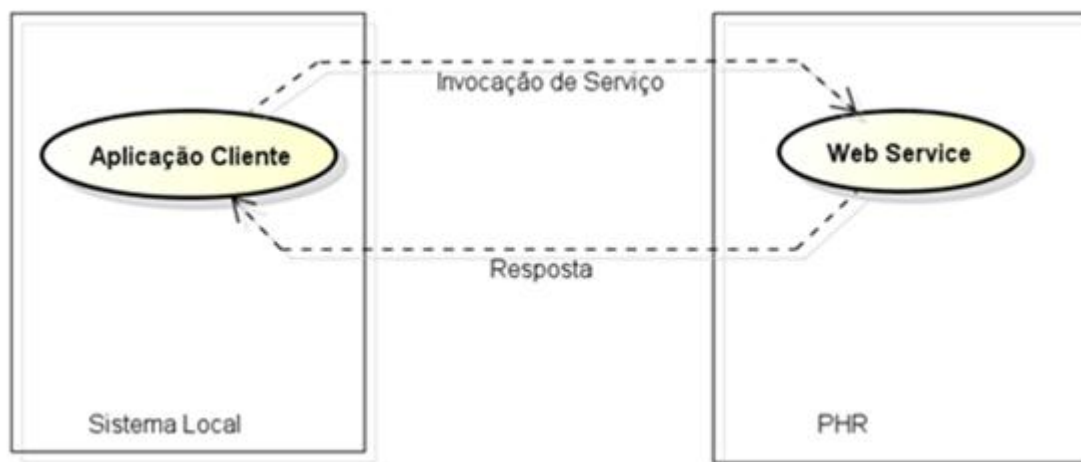 Invocação de Serviço
Aplicação Cliente
Web Service
Resposta
Sistema Local
PHR